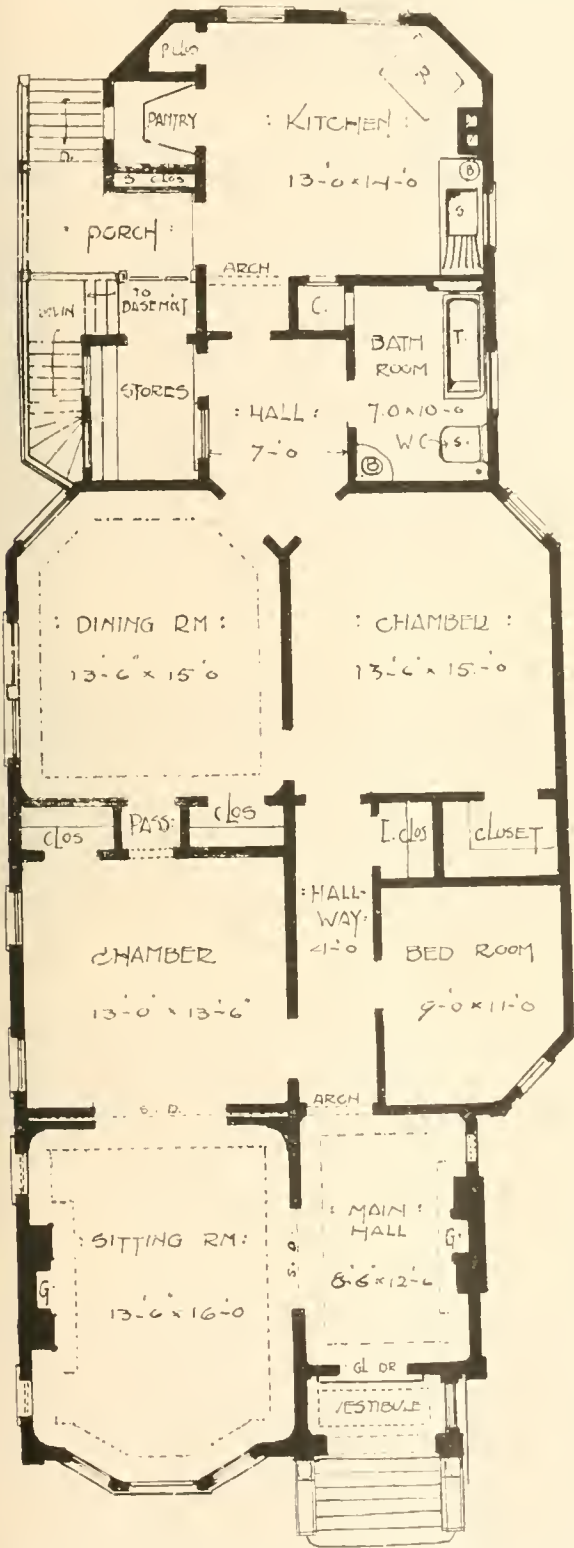 P. CLOS
R
PANTRY
: KITCHEN :
13-0 x 14-0
D.
B
S CLOS
S.
: PORCH :
ARCH
TO
BASEM'T
C.
DOWN
BATH
ROOM
T.
STORES
: HALL :
7-0
7.0 x 10-0
W C
S.
B
: DINING RM :
13'-6" x 15'-0
: CHAMBER :
13'-6" x 15-0
CLOS
PASS:
CLOS
L. CLOS
CLOSET
: HALL-
WAY:
4-0
CHAMBER
13'-0" x 13'-6"
BED ROOM
9'-0 x 11'-0
S. D.
ARCH
: SITTING RM :
13'-6" x 16'-0
S. D.
: MAIN :
HALL
8'-6" x 12'-6
G.
G.
GL DR
VESTIBULE